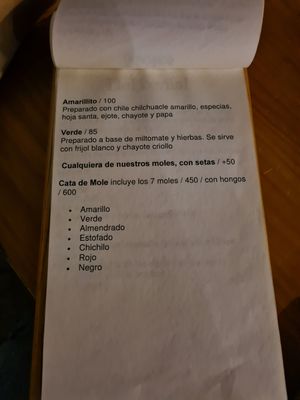 Amarillito / 100
Preparado con chile chilchuacle amarillo, especias,
hoja santa, ejote, chayote y papa
Verde / 85
Preparado a base de miltomate y hierbas. Se sirve
con frijol blanco y chayote criollo
Cualquiera de nuestros moles, con setas / +50
Cata de Mole incluye los 7 moles / 450 / con hongos
/ 600
• Amarillo
• Verde
• Almendrado
• Estofado
• Chichilo
• Rojo
• Negro